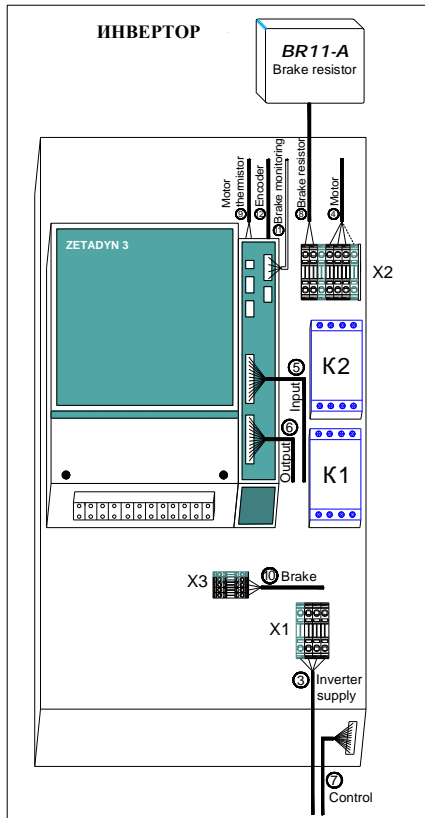 ИНВЕРТОР
BR11-A
Brake resistor
Motor
thermistor
⑨
Encoder
⑫
Brake monitoring
⑪
Brake resistor
⑧
Motor
④
ZETADYN 3
X2
K2
⑤
Input
⑥
Output
K1
X3
⑩ Brake
X1
③ Inverter
supply
⑦
Control